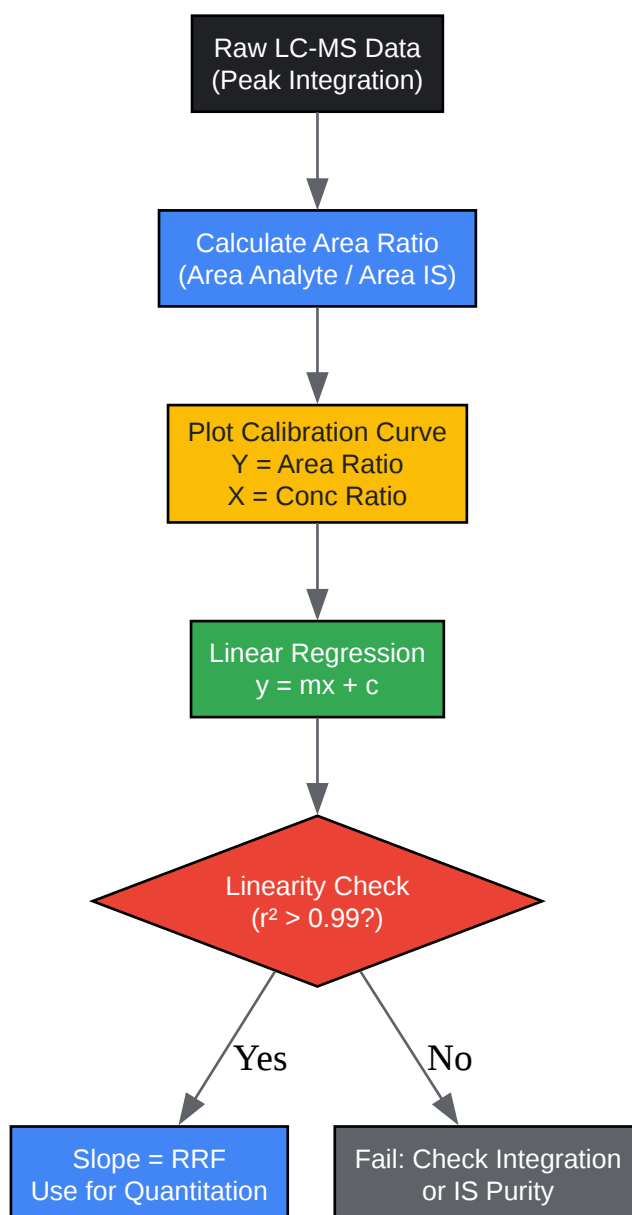 Raw LC-MS Data
(Peak Integration)
Calculate Area Ratio
(Area Analyte / Area IS)
Plot Calibration Curve
Y = Area Ratio
X = Conc Ratio
Linear Regression
y = mx + c
Linearity Check
(r² > 0.99?)
Yes
No
Slope = RRF
Use for Quantitation
Fail: Check Integration
or IS Purity